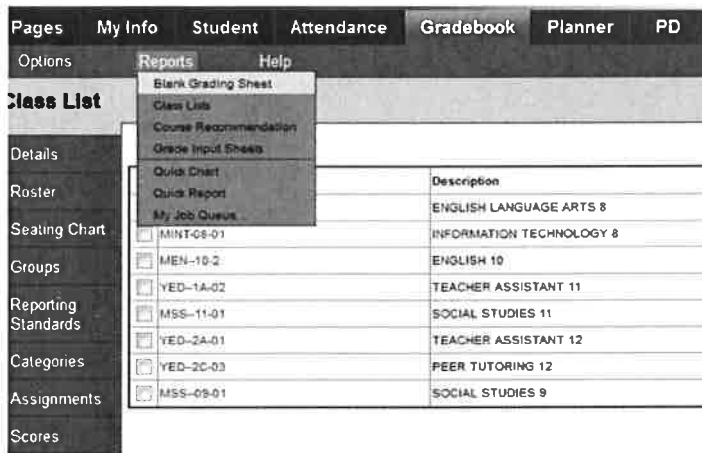 Pages My Info Student Attendance Gradebook Planner PD
Options Reports Help
Class List
Blank Grading Sheet
Class Lists
Course Recommendation
Grade Input Sheets
Quick Chart
Quick Report
My Job Queue...
Details
Roster
Seating Chart
Groups
Reporting
Standards
Categories
Assignments
Scores
Description
ENGLISH LANGUAGE ARTS 8
MINT-08-01 INFORMATION TECHNOLOGY 8
MEN--10-2 ENGLISH 10
YED--1A-02 TEACHER ASSISTANT 11
MSS--11-01 SOCIAL STUDIES 11
YED--2A-01 TEACHER ASSISTANT 12
YED--2C-03 PEER TUTORING 12
MSS--09-01 SOCIAL STUDIES 9